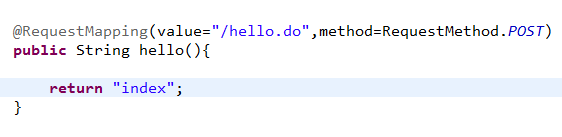 @RequestMapping(value="/hello.do",method=RequestMethod.POST)
public String hello(){
return "index";
}